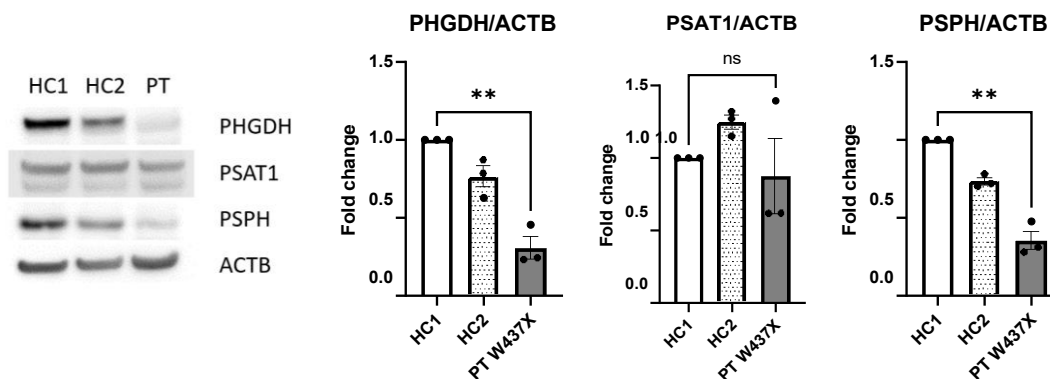 HC1 HC2 PT
PHGDH
PSAT1
PSPH
ACTB
PHGDH/ACTB
Fold change
1.5
1.0
0.5
0.0
**
HC1
HC2
PT W437X
PSAT1/ACTB
Fold change
1.5
1.0
0.5
0.0
ns
HC1
HC2
PT W437X
PSPH/ACTB
Fold change
1.5
1.0
0.5
0.0
**
HC1
HC2
PT W437X